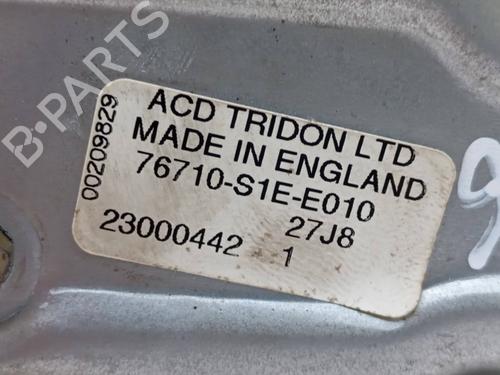 B-PARTS
ACD TRIDON LTD
MADE IN ENGLAND
76710-S1E-E010
27J8
23000442 1
00209829